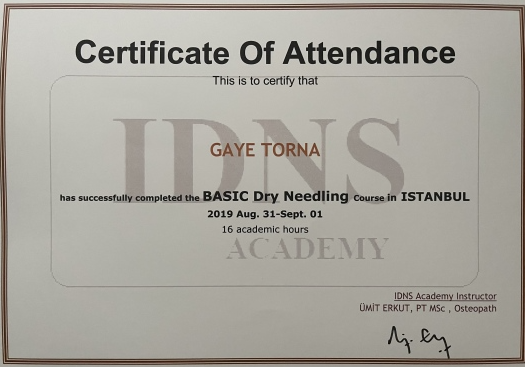 Certificate Of Attendance
This is to certify that
IDNS
GAYE TORNA
has successfully completed the BASIC Dry Needling Course in ISTANBUL
2019 Aug. 31-Sept. 01
16 academic hours
ACADEMY
IDNS Academy Instructor
ÜMİT ERKUT, PT MSc , Osteopath